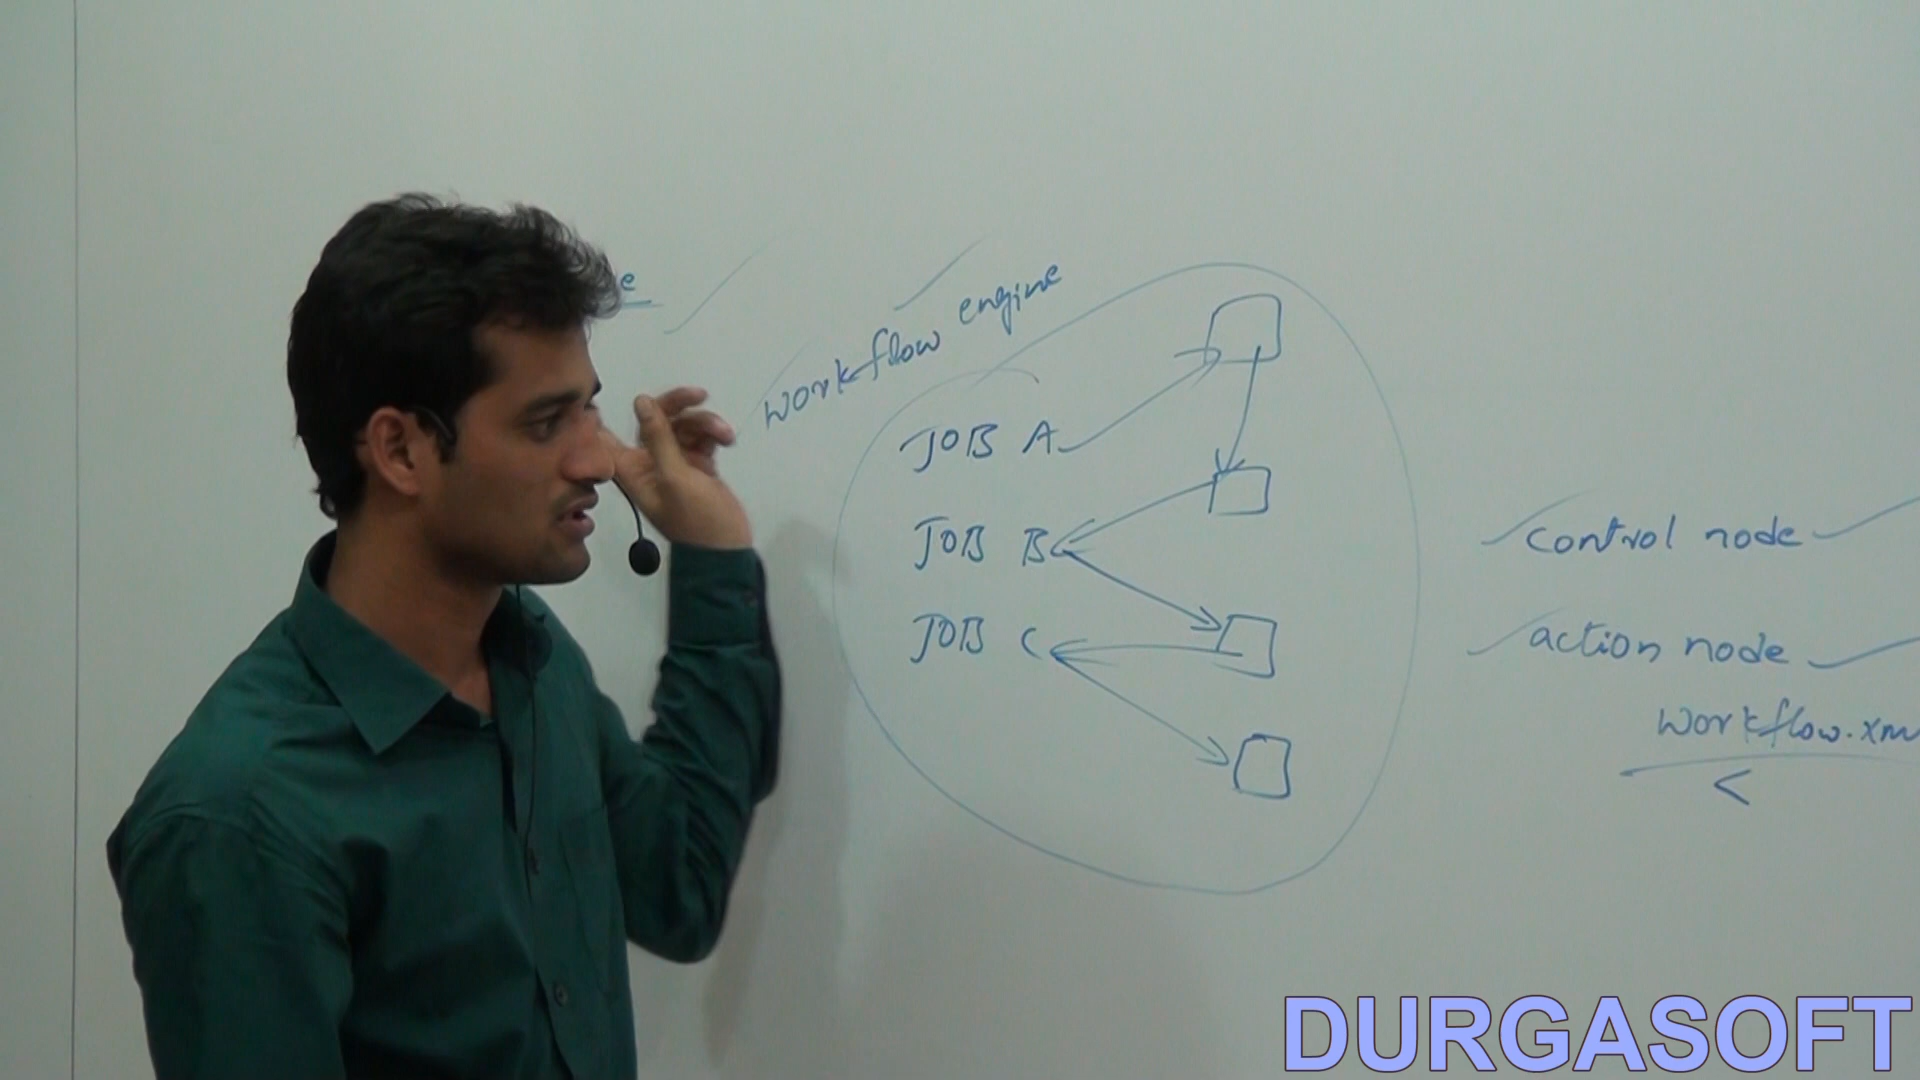 workflow engine
JOB A
JOB B
JOB C
control node
action node
workflow.xm
<
DURGASOFT